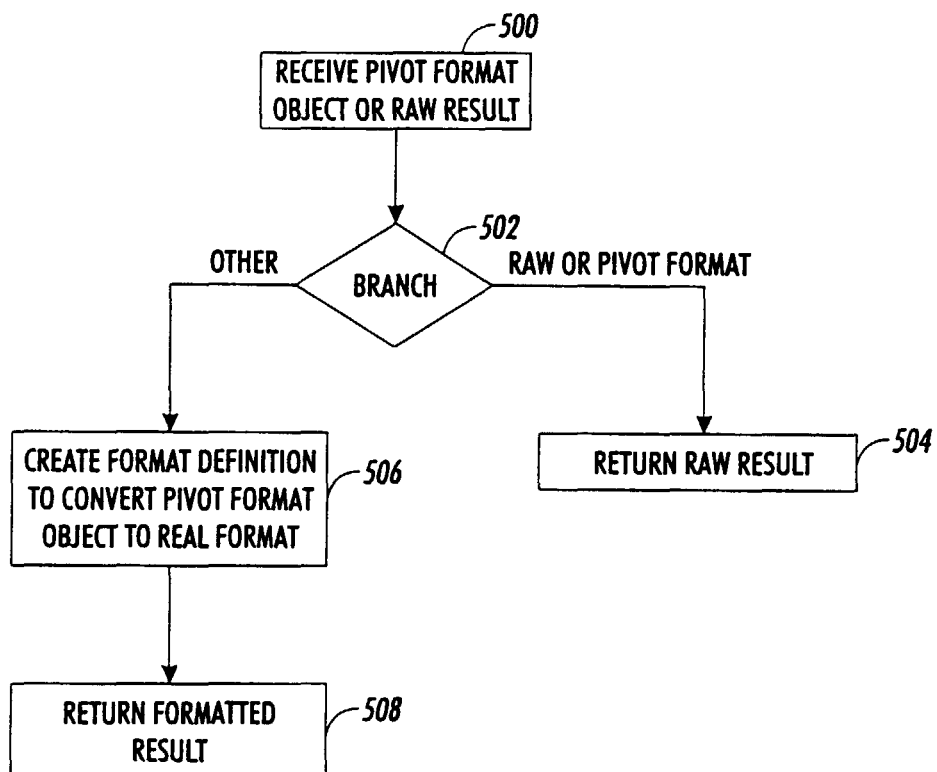 500
RECEIVE PIVOT FORMAT
OBJECT OR RAW RESULT
502
OTHER
BRANCH
RAW OR PIVOT FORMAT
CREATE FORMAT DEFINITION
TO CONVERT PIVOT FORMAT
OBJECT TO REAL FORMAT
506
RETURN RAW RESULT
504
RETURN FORMATTED
RESULT
508